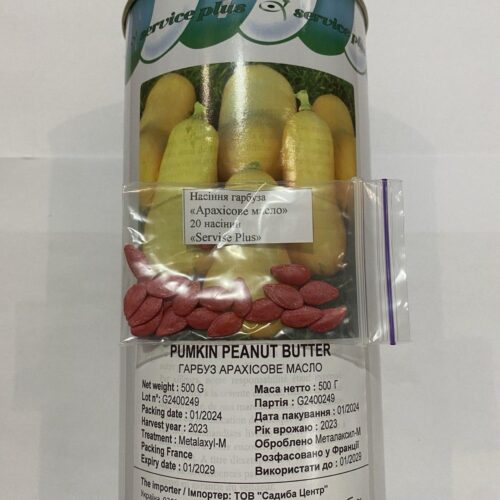 service plus
service plus
Насіння гарбуза
«Арахісове масло»
20 насінин
«Servise Plus»
PUMKIN PEANUT BUTTER
ГАРБУЗ АРАХІСОВЕ МАСЛО
Net weight : 500 G
Lot n°: G2400249
Packing date : 01/2024
Harvest year : 2023
Treatment : Metalaxyl-M
Packing France
Expiry date : 01/2029
Маса нетто : 500 Г
Партія : G2400249
Дата пакування : 01/2024
Рік врожаю : 2023
Оброблено Металаксил-М
Розфасовано у Франції
Використати до : 01/2029
The importer / Імпортер: ТОВ "Садиба Центр"